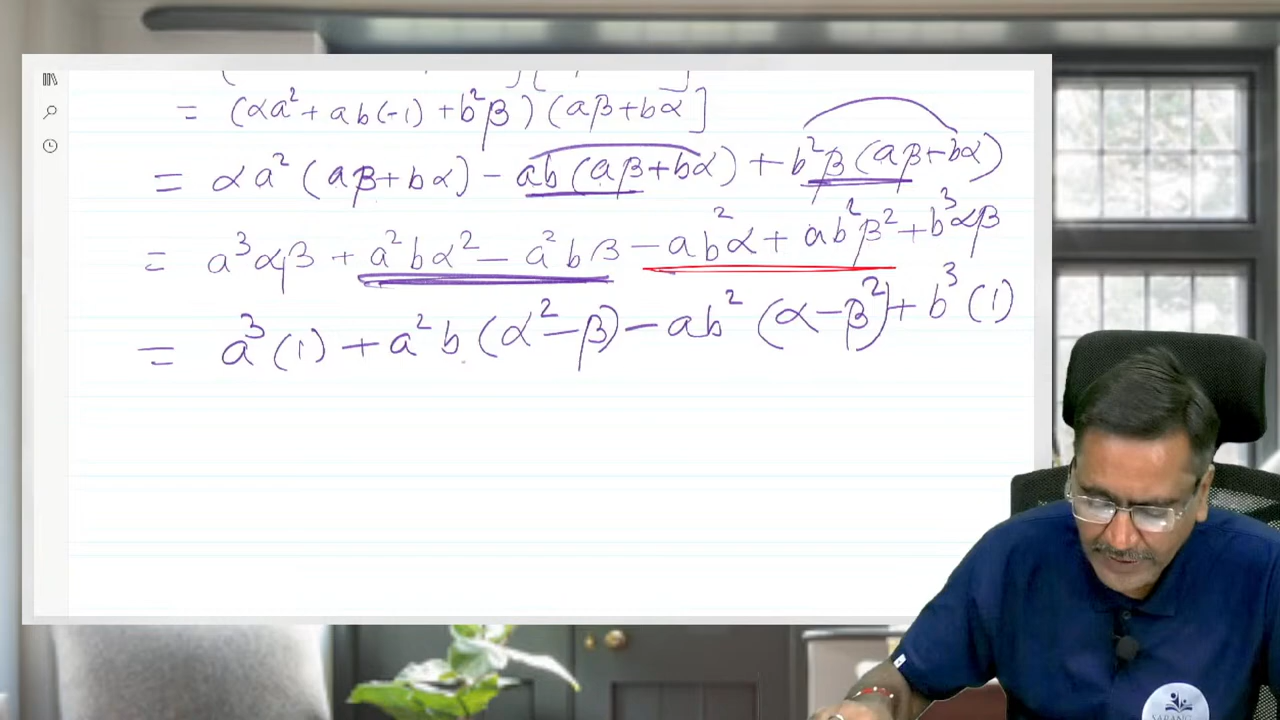 = (αa² + ab(-1) + b²β)(aβ+bα]
= αa²(aβ+bα) - ab(aβ+bα) + b²β(aβ+bα)
= a³αβ + a²bα² - a²bβ - ab²α + ab²β² + b³αβ
= a³(1) + a²b(α²-β) - ab²(α-β²) + b³(1)